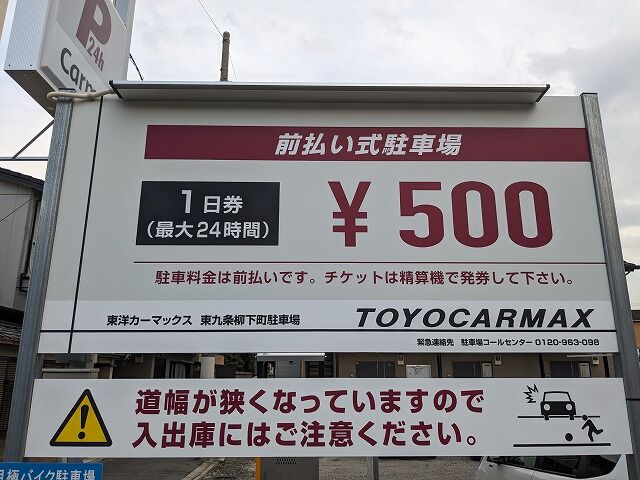 P
24h
Carm
前払い式駐車場
1日券
(最大24時間)
¥500
駐車料金は前払いです。チケットは精算機で発券して下さい。
東洋カーマックス 東九条柳下町駐車場
TOYOCARMAX
緊急連絡先 駐車場コールセンター 0120-963-098
道幅が狭くなっていますので
入出庫にはご注意ください。
極バイク駐車場